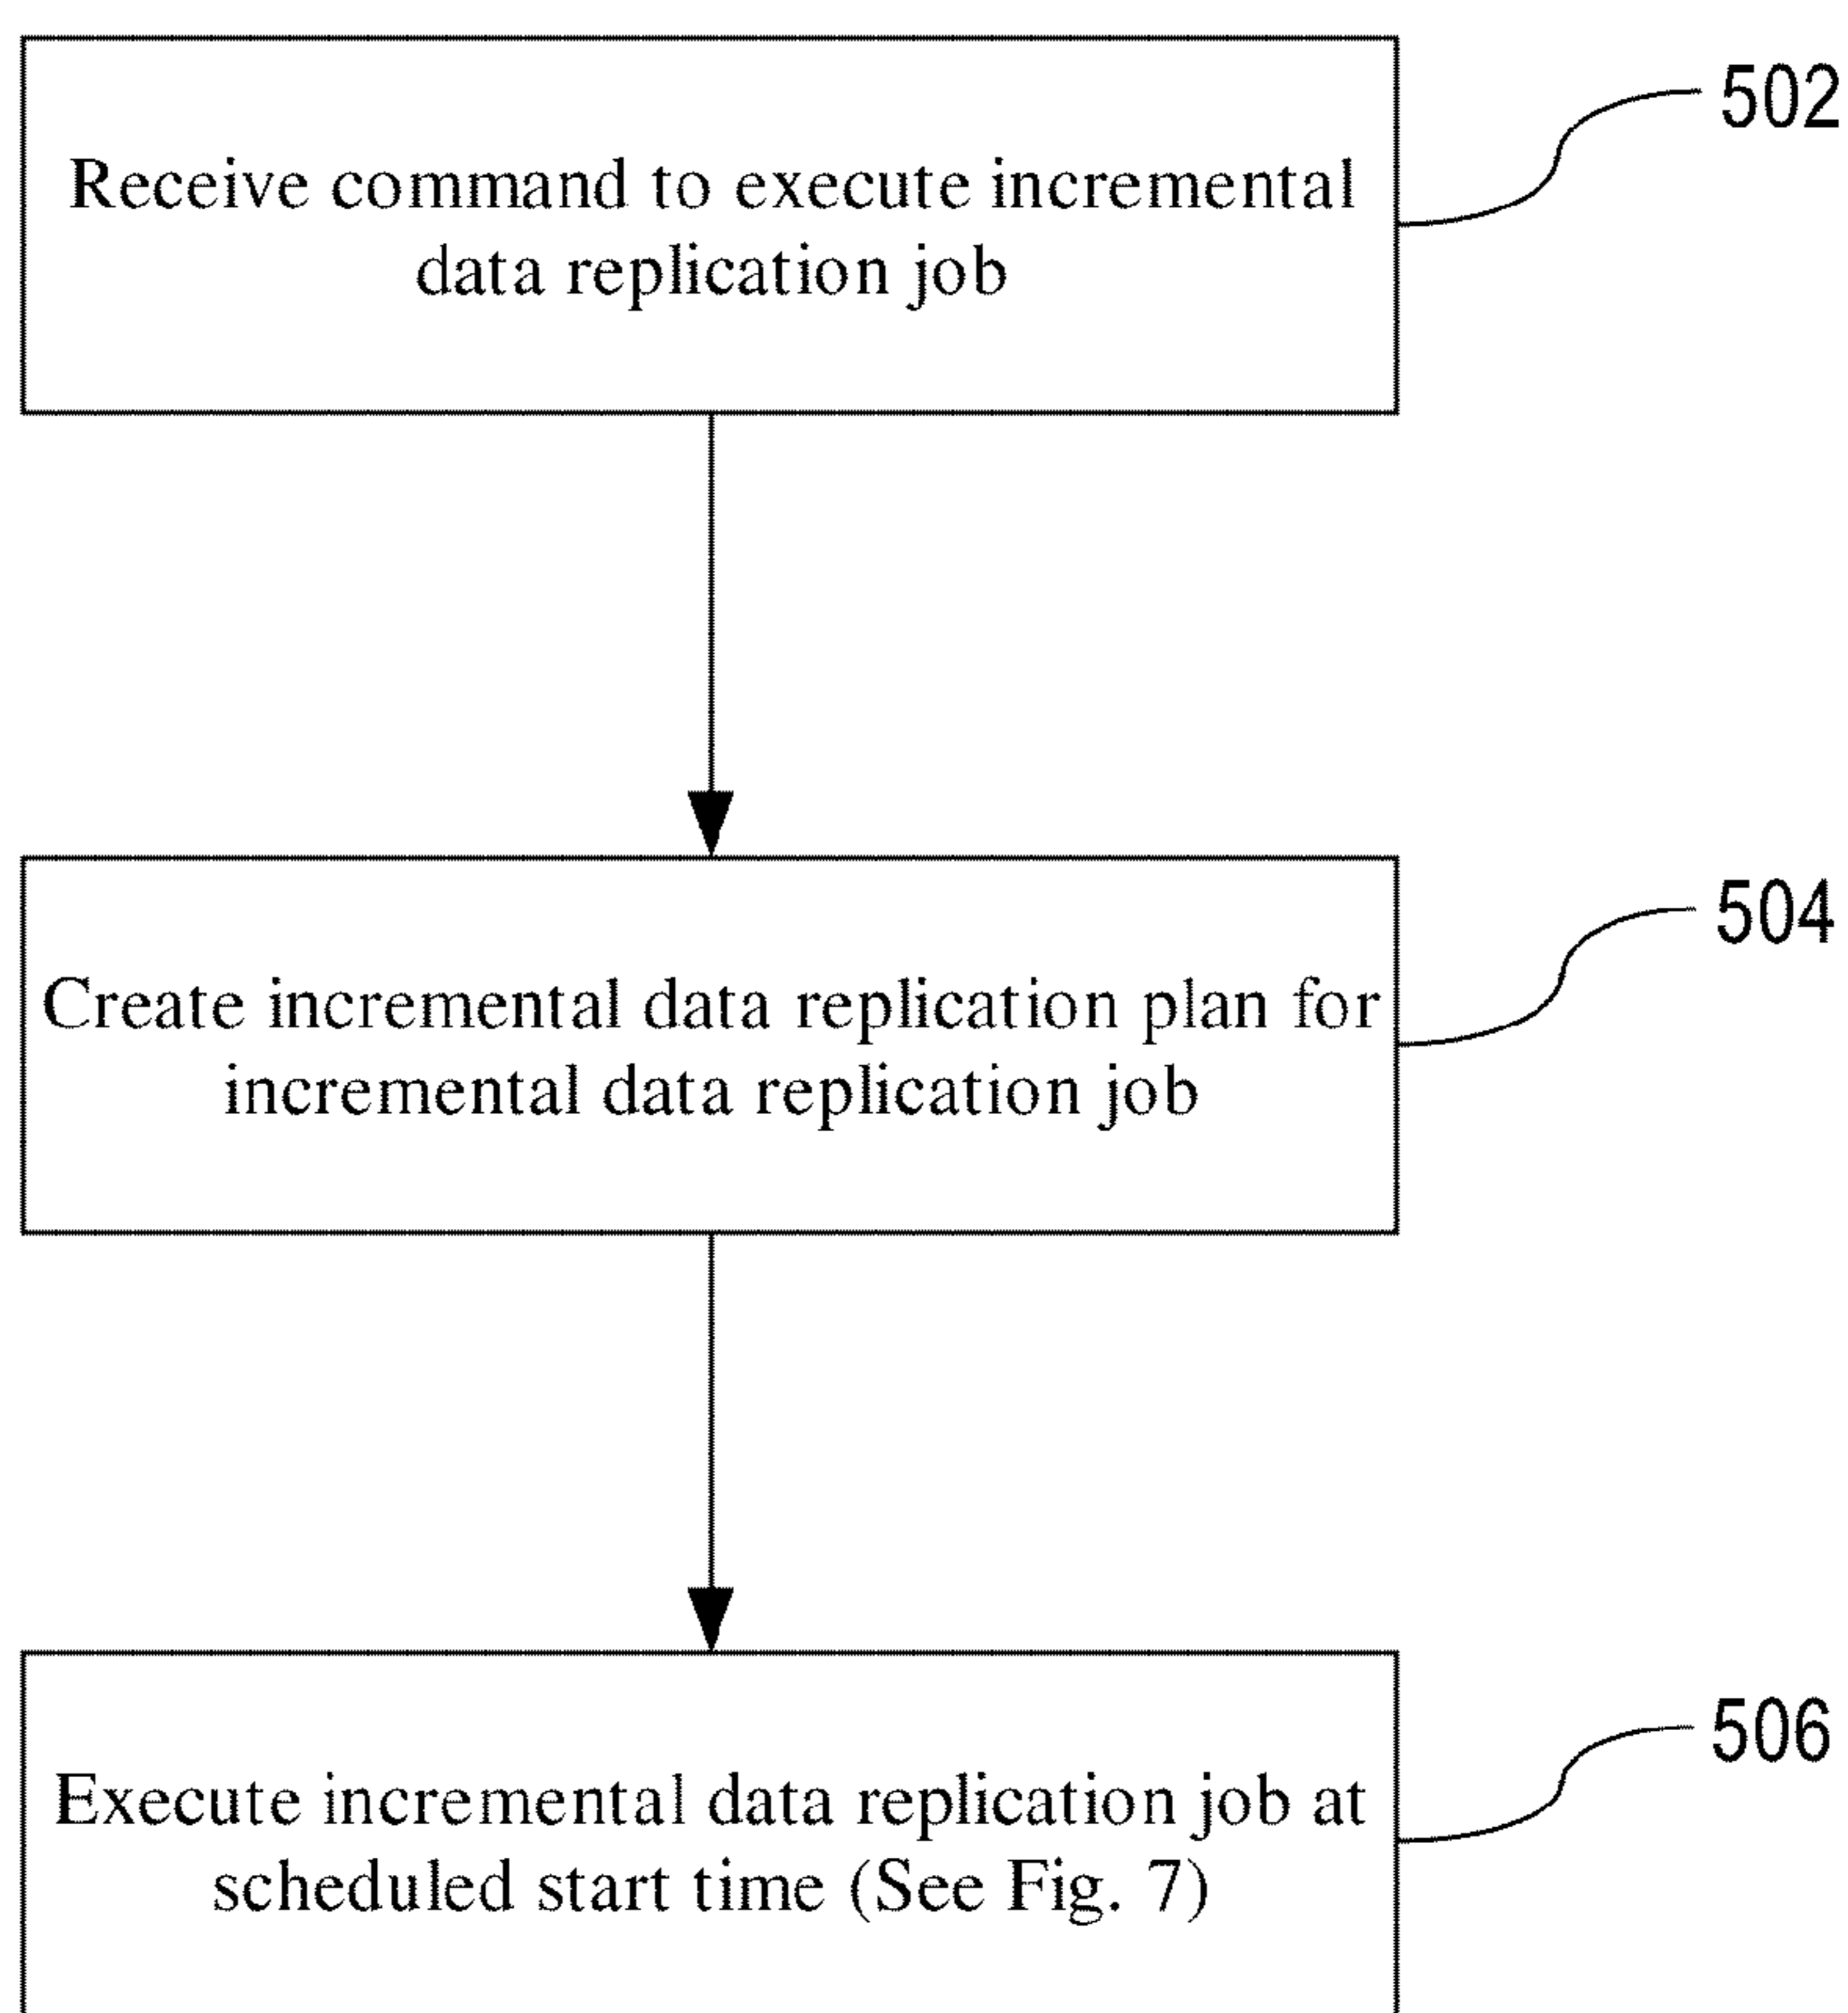 502
Receive command to execute incremental
data replication job
504
Create incremental data replication plan for
incremental data replication job
506
Execute incremental data replication job at
scheduled start time (See Fig. 7)